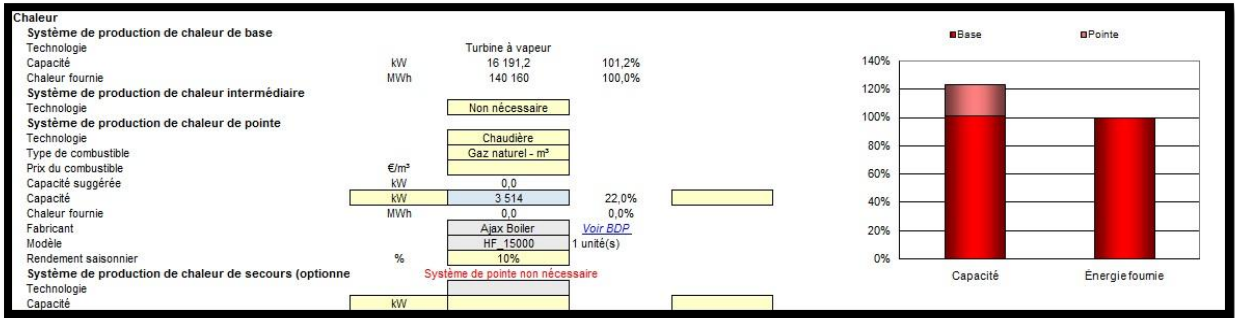 Chaleur
Système de production de chaleur de base
Technologie Turbine à vapeur
Capacité kW 16 191,2 101,2%
Chaleur fournie MWh 140 160 100,0%
Système de production de chaleur intermédiaire
Technologie Non nécessaire
Système de production de chaleur de pointe
Technologie Chaudière
Type de combustible Gaz naturel - m³
Prix du combustible €/m³
Capacité suggérée kW 0,0
Capacité kW 3 514 22,0%
Chaleur fournie MWh 0,0 0,0%
Fabricant Ajax Boiler Voir BDP
Modèle HF_15000 1 unité(s)
Rendement saisonnier % 10%
Système de production de chaleur de secours (optionne Système de pointe non nécessaire
Technologie
Capacité kW
Base Pointe
140%
120%
100%
80%
60%
40%
20%
0%
Capacité Énergie fournie